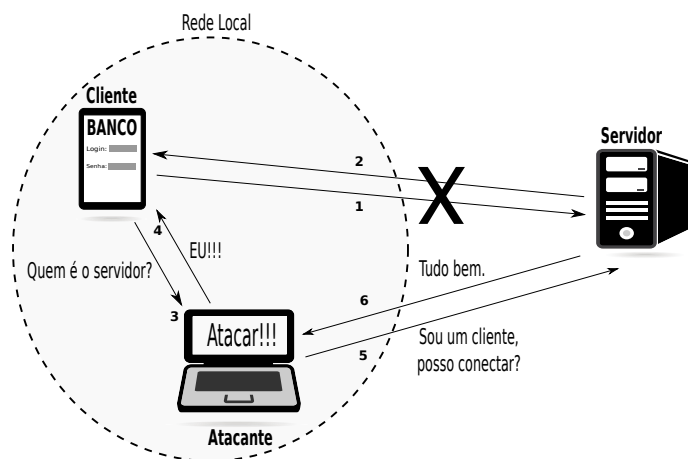 Rede Local
Cliente
BANCO
Login:
Senha:
Servidor
2
1
X
4
EU!!!
Quem é o servidor?
3
Tudo bem.
6
Atacar!!!
Sou um cliente,
posso conectar?
5
Atacante